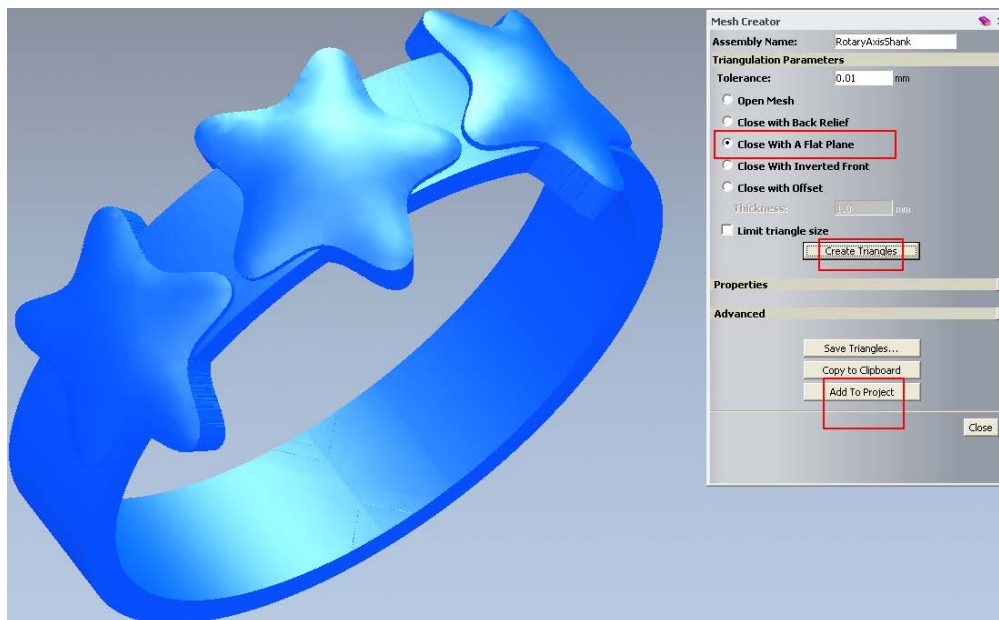 Mesh Creator
Assembly Name: RotaryAxisShank
Triangulation Parameters
Tolerance: 0.01 mm
Open Mesh
Close with Back Relief
Close With A Flat Plane
Close With Inverted Front
Close with Offset
Thickness: 1.0 mm
Limit triangle size
Create Triangles
Properties
Advanced
Save Triangles...
Copy to Clipboard
Add To Project
Close